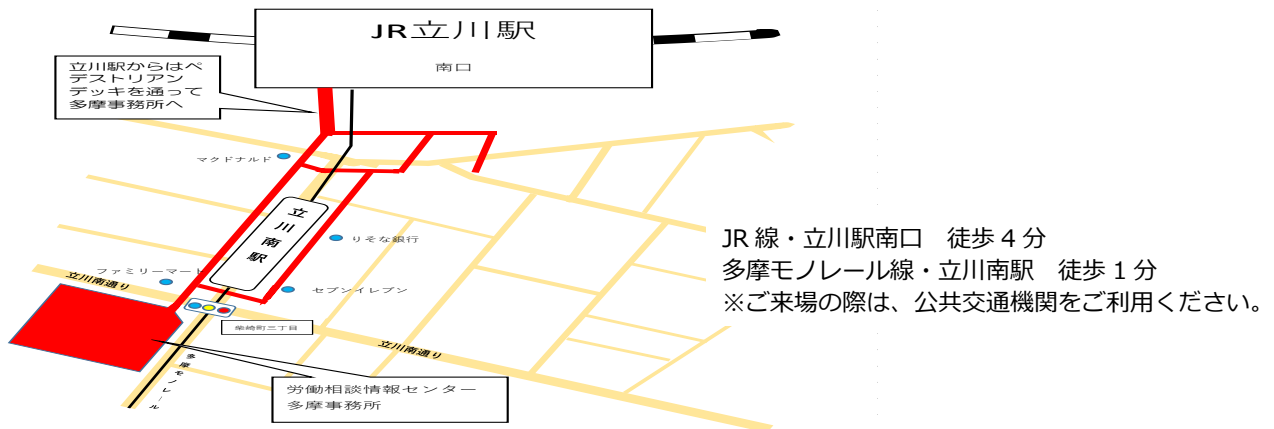 JR立川駅
南口
立川駅からはペ
デストリアン
デッキを通って
多摩事務所へ
マクドナルド
立川南駅
りそな銀行
ファミリーマート
セブンイレブン
立川南通り
柴崎町三丁目
立川南通り
多摩モノレール
労働相談情報センター
多摩事務所
JR 線・立川駅南口　徒歩 4 分
多摩モノレール線・立川南駅　徒歩 1 分
※ご来場の際は、公共交通機関をご利用ください。